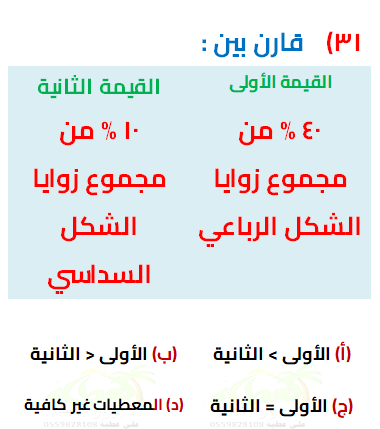 ٣١) قارن بين :
القيمة الأولى
القيمة الثانية
٤٠ % من
مجموع زوايا
الشكل الرباعي
١٠ % من
مجموع زوايا
الشكل
السداسي
(أ) الأولى > الثانية
(ب) الأولى < الثانية
(ج) الأولى = الثانية
(د) المعطيات غير كافية